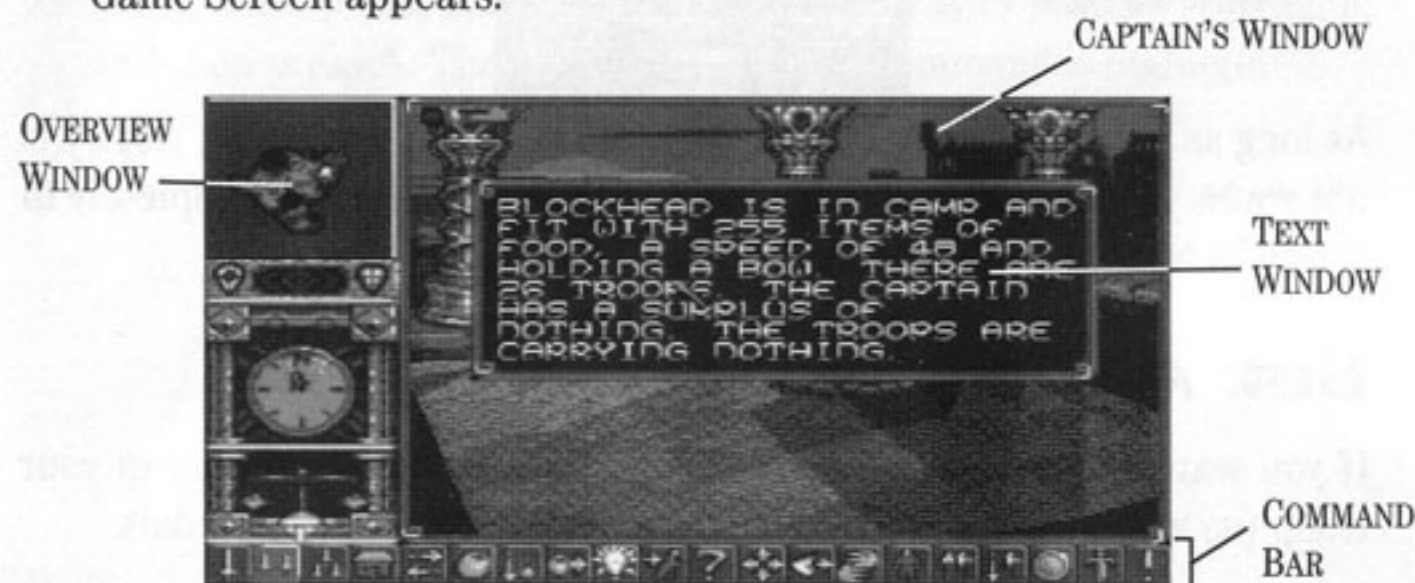 Game Screen appears.
CAPTAIN'S WINDOW
OVERVIEW
WINDOW
BLOCKHEAD IS IN CAMP AND
FIT WITH 255 ITEMS OF
FOOD, A SPEED OF 48 AND
HOLDING A BOW. THERE ARE
26 TROOPS. THE CAPTAIN
HAS A SURPLUS OF
NOTHING. THE TROOPS ARE
CARRYING NOTHING.
TEXT
WINDOW
COMMAND
BAR